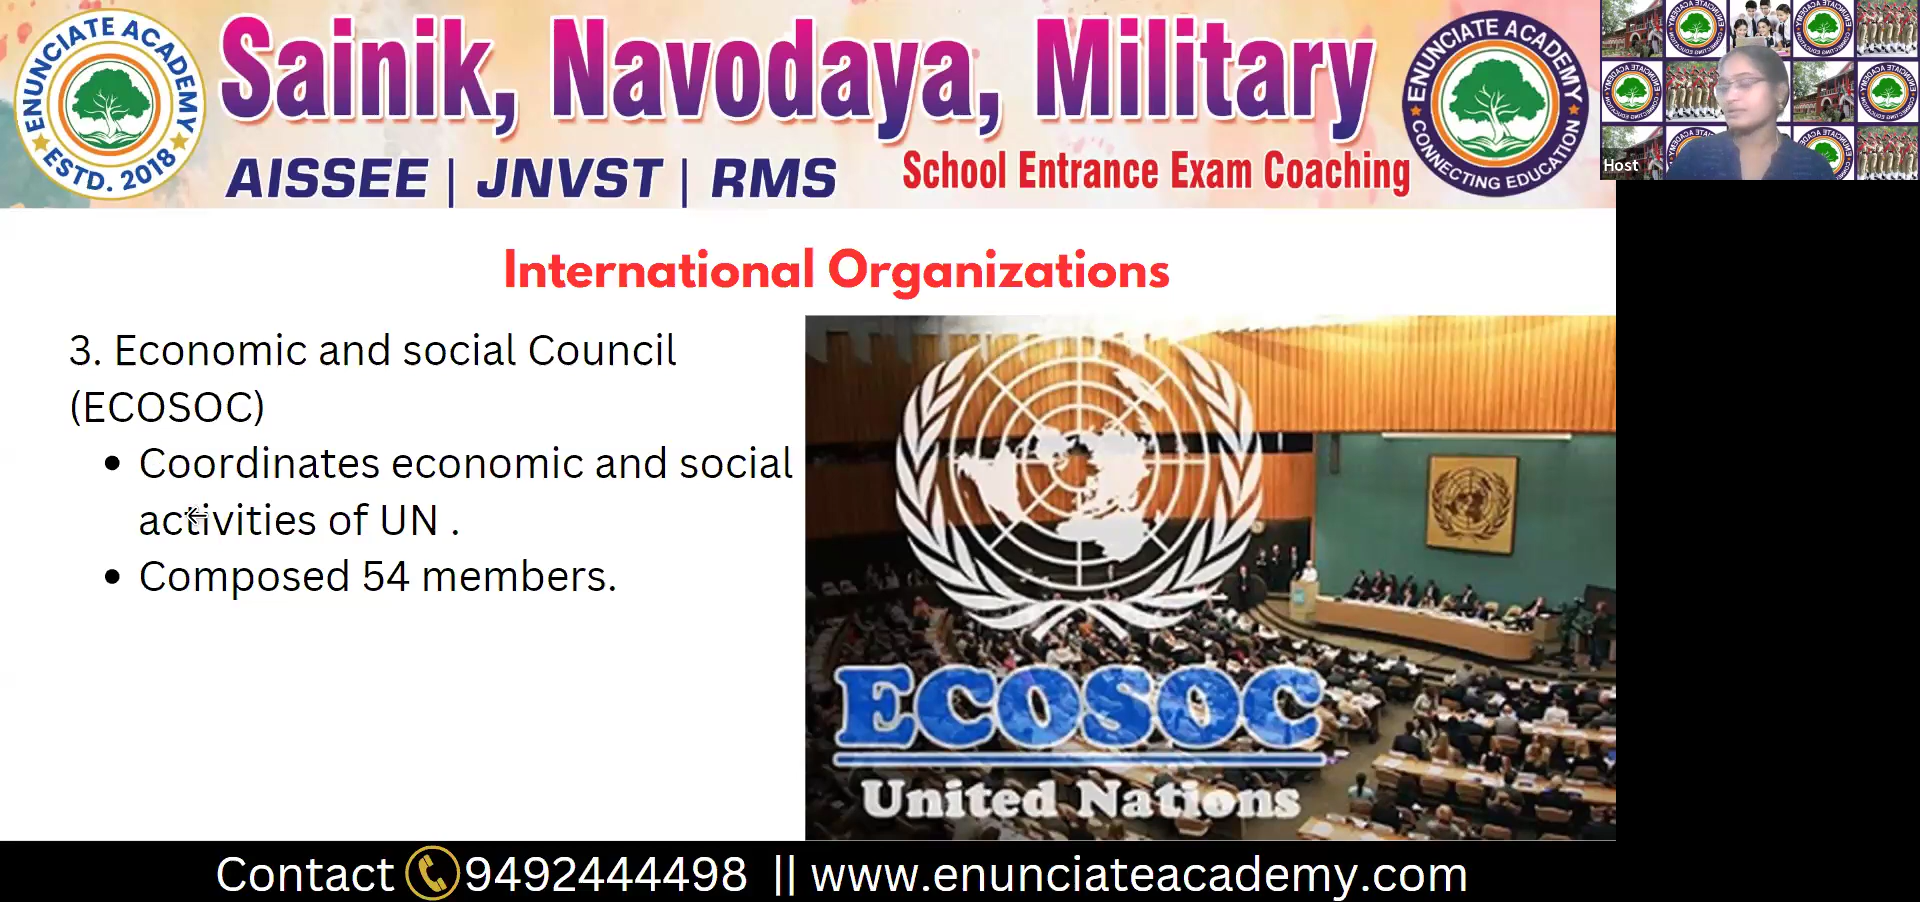 ENUNCIATE ACADEMY
ESTD. 2018
Sainik, Navodaya, Military
AISSEE | JNVST | RMS
School Entrance Exam Coaching
ENUNCIATE ACADEMY
CONNECTING EDUCATION
Host
International Organizations
3. Economic and social Council
(ECOSOC)
• Coordinates economic and social
activities of UN .
• Composed 54 members.
ECOSOC
United Nations
Contact 9492444498 || www.enunciateacademy.com